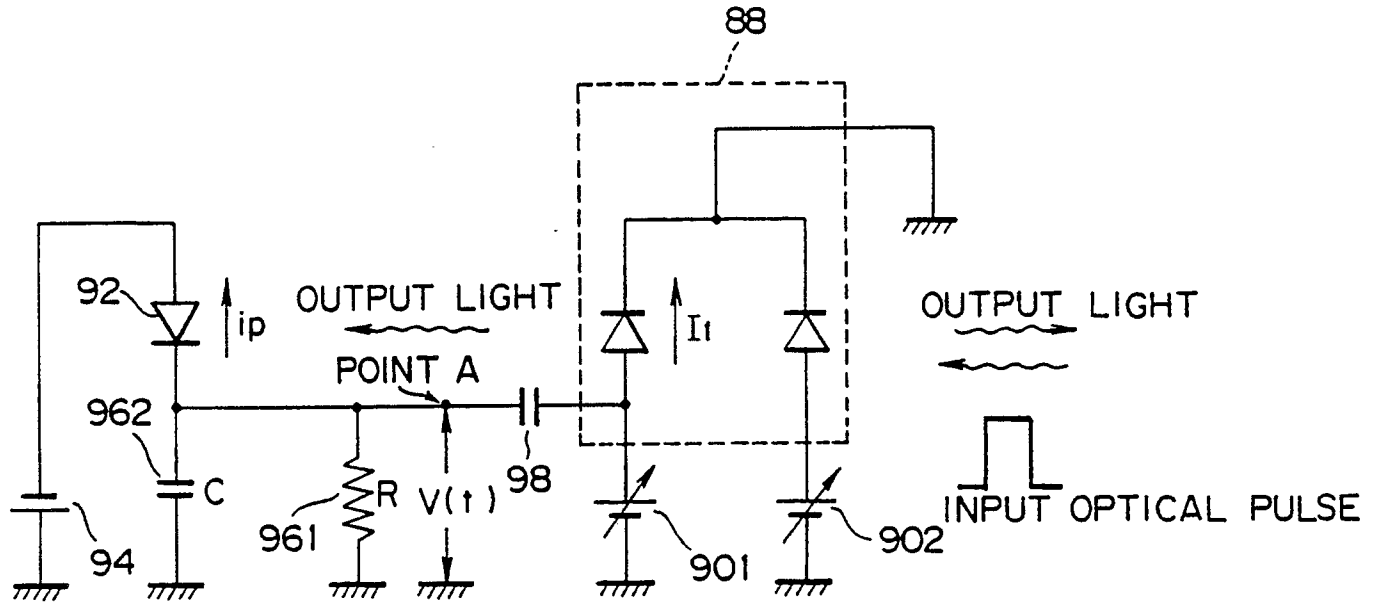 88
92
ip
OUTPUT LIGHT
It
OUTPUT LIGHT
POINT A
962
C
98
R
V(t)
961
94
901
902
INPUT OPTICAL PULSE